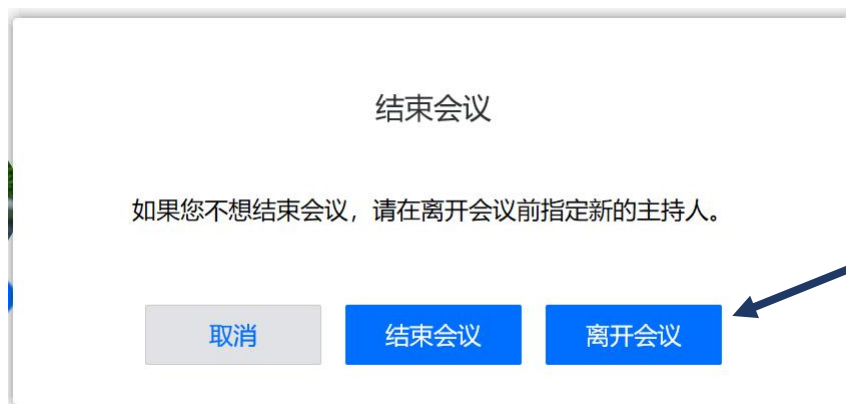 结束会议
如果您不想结束会议，请在离开会议前指定新的主持人。
取消 结束会议 离开会议